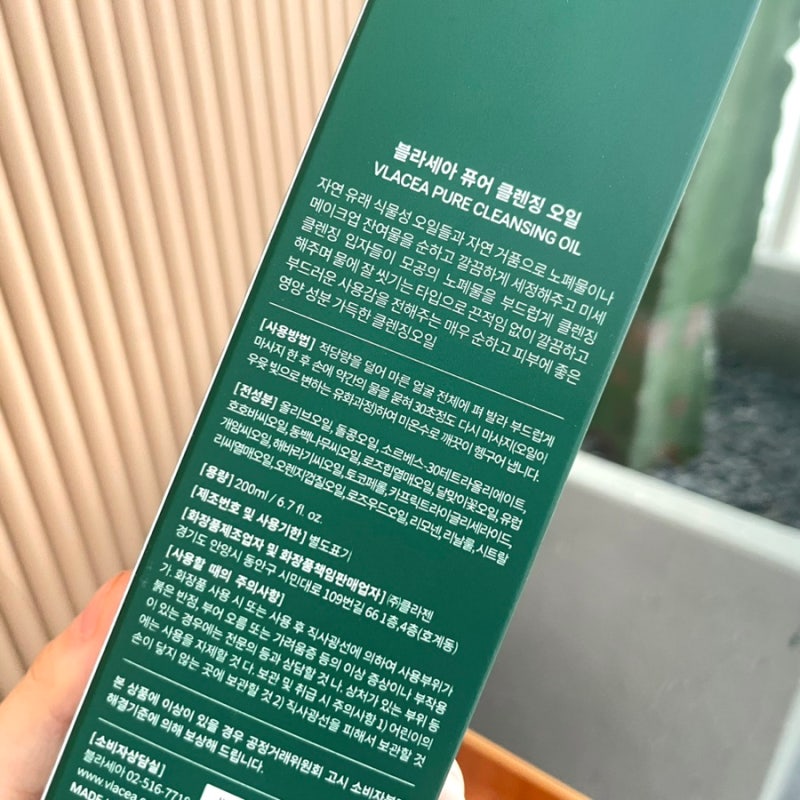 블라세아 퓨어 클렌징 오일
VLACEA PURE CLEANSING OIL
자연 유래 식물성 오일들과 자연 거품으로 노폐물이나
메이크업 잔여물을 순하고 깔끔하게 세정해주고 미세
클렌징 입자들이 모공의 노폐물을 부드럽게 클렌징
해주며 물에 잘 씻기는 타입으로 끈적임 없이 깔끔하고
부드러운 사용감을 전해주는 매우 순하고 피부에 좋은
영양 성분 가득한 클렌징오일
[사용방법] 적당량을 덜어 마른 얼굴 전체에 펴 발라 부드럽게
마사지 한 후 손에 약간의 물을 묻혀 30초정도 다시 마사지(오일이
우윳 빛으로 변하는 유화과정)하여 미온수로 깨끗이 헹구어 냅니다.
[전성분] 올리브오일, 돌콩오일, 소르베스-30테트라올리에이트,
호호바씨오일, 동백나무씨오일, 로즈힙열매오일, 달맞이꽃오일, 유럽
개암씨오일, 해바라기씨오일, 토코페롤, 카프릭트라이글리세라이드,
리씨열매오일, 오렌지껍질오일, 로즈우드오일, 리모넨, 리날룰, 시트랄
[용량] 200ml / 6.7 fl. oz.
[제조번호 및 사용기한] 별도표기
[화장품제조업자 및 화장품책임판매업자] ㈜클라젠
경기도 안양시 동안구 시민대로 109번길 66 1층,4층(호계동)
[사용할 때의 주의사항]
가. 화장품 사용 시 또는 사용 후 직사광선에 의하여 사용부위가
붉은 반점, 부어 오름 또는 가려움증 등의 이상 증상이나 부작용
이 있는 경우에는 전문의 등과 상담할 것 나. 상처가 있는 부위 등
에는 사용을 자제할 것 다. 보관 및 취급 시 주의사항 1) 어린이의
손이 닿지 않는 곳에 보관할 것 2) 직사광선을 피해서 보관할 것
본 상품에 이상이 있을 경우 공정거래위원회 고시 소비자분
해결기준에 의해 보상해 드립니다.
[소비자상담실]
블라세아 02-516-7719
www.vlacea.
MADE